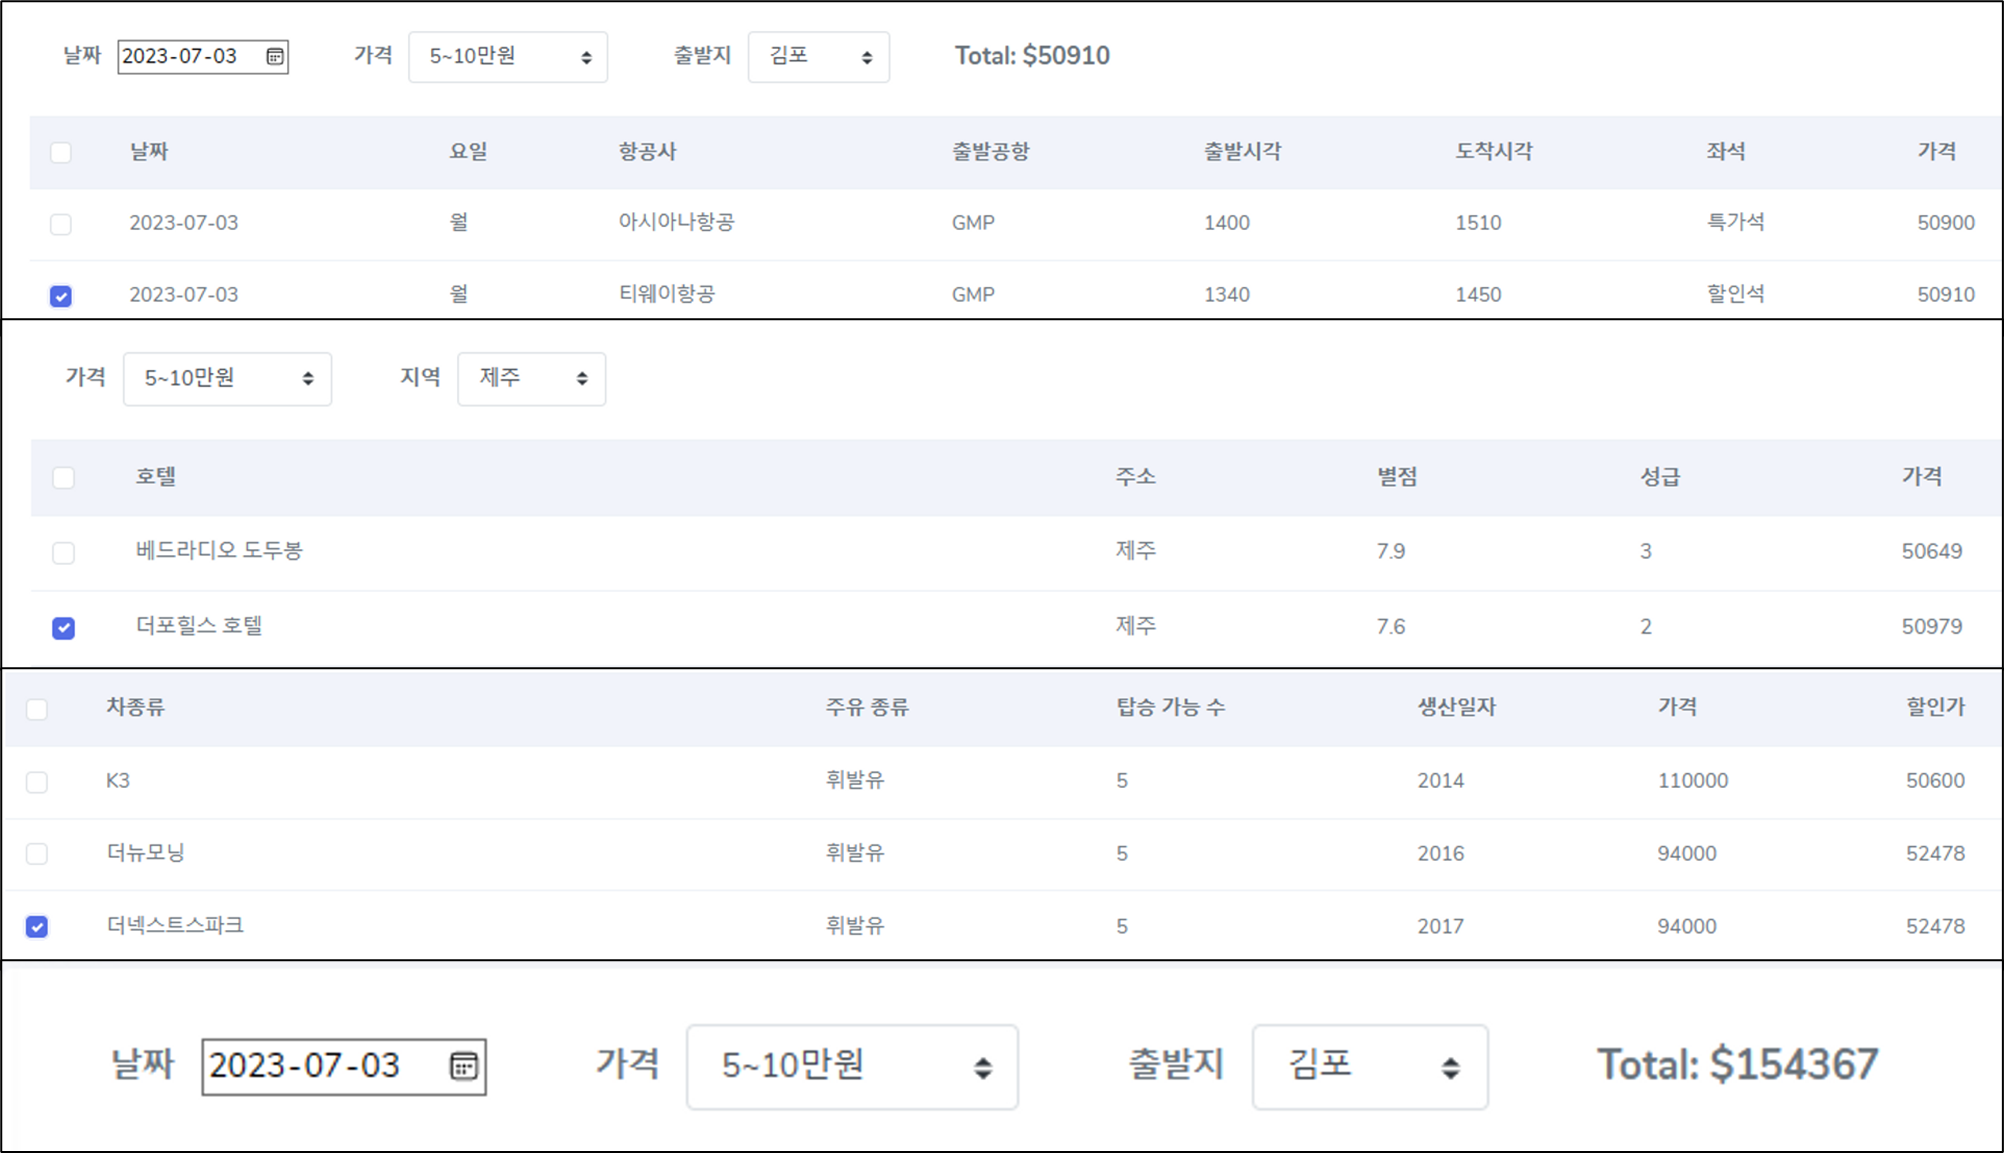 날짜 2023-07-03 가격 5~10만원 출발지 김포 Total: $50910
날짜 요일 항공사 출발공항 출발시각 도착시각 좌석 가격
2023-07-03 월 아시아나항공 GMP 1400 1510 특가석 50900
2023-07-03 월 티웨이항공 GMP 1340 1450 할인석 50910
가격 5~10만원 지역 제주
호텔 주소 별점 성급 가격
베드라디오 도두봉 제주 7.9 3 50649
더포힐스 호텔 제주 7.6 2 50979
차종류 주유 종류 탑승 가능 수 생산일자 가격 할인가
K3 휘발유 5 2014 110000 50600
더뉴모닝 휘발유 5 2016 94000 52478
더넥스트스파크 휘발유 5 2017 94000 52478
날짜 2023-07-03 가격 5~10만원 출발지 김포 Total: $154367